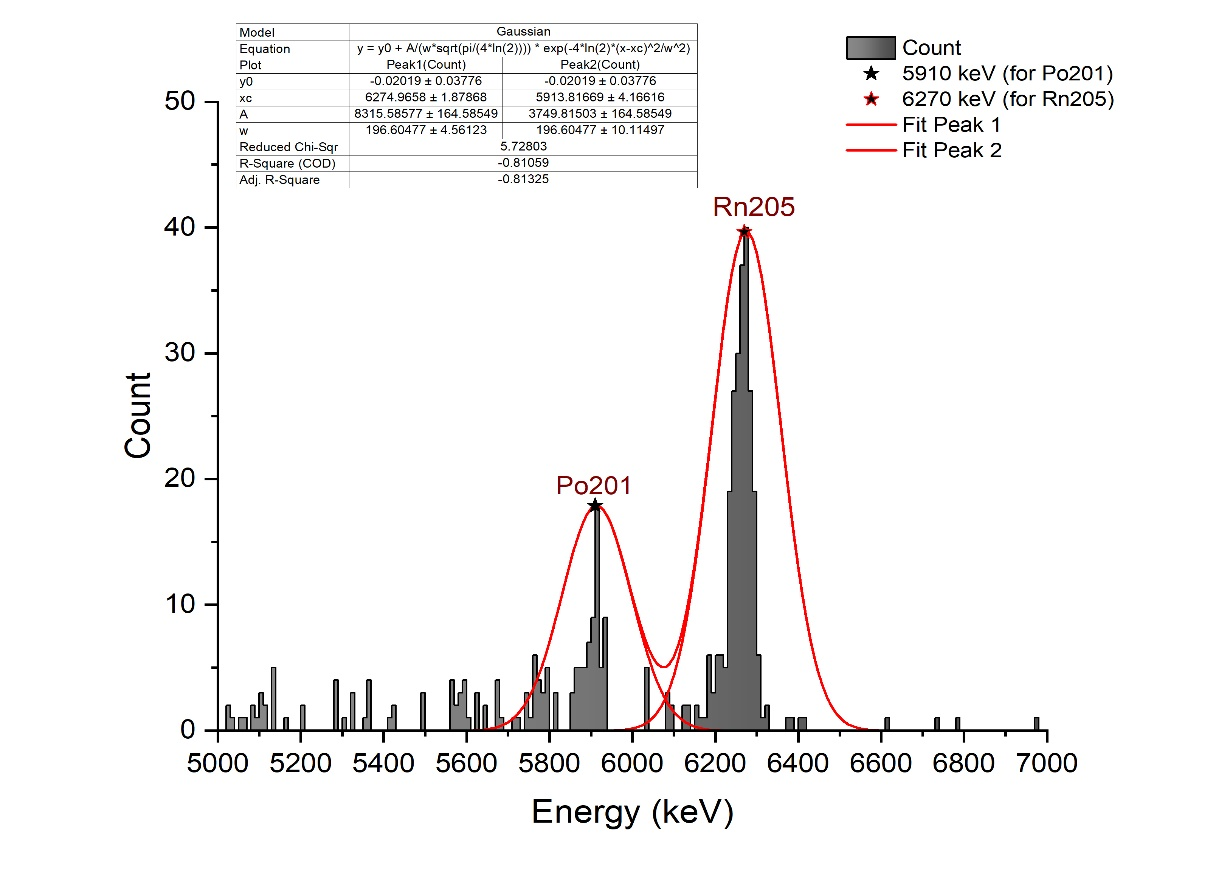 Model Gaussian
Equation y = y0 + A/(w*sqrt(pi/(4*ln(2)))) * exp(-4*ln(2)*(x-xc)^2/w^2)
Plot Peak1(Count) Peak2(Count)
y0 -0.02019 ± 0.03776 -0.02019 ± 0.03776
xc 6274.9658 ± 1.87868 5913.81669 ± 4.16616
A 8315.58577 ± 164.58549 3749.81503 ± 164.58549
w 196.60477 ± 4.56123 196.60477 ± 10.11497
Reduced Chi-Sqr 5.72803
R-Square (COD) -0.81059
Adj. R-Square -0.81325
Count
5910 keV (for Po201)
6270 keV (for Rn205)
Fit Peak 1
Fit Peak 2
50
40
30
20
10
0
Count
Rn205
Po201
5000 5200 5400 5600 5800 6000 6200 6400 6600 6800 7000
Energy (keV)